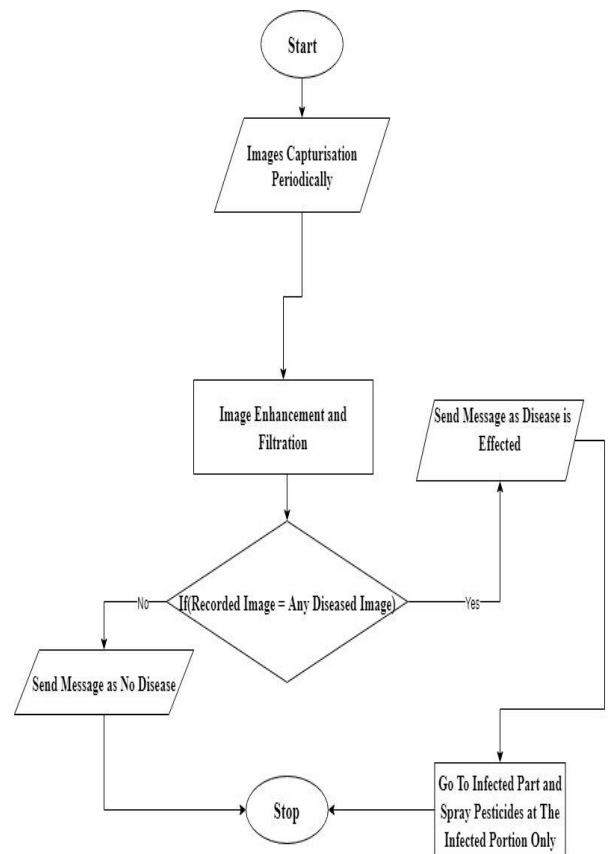 Start
Images Capturisation
Periodically
Image Enhancement and
Filtration
Send Message as Disease is
Effected
If(Recorded Image = Any Diseased Image)
No
Yes
Send Message as No Disease
Go To Infected Part and
Spray Pesticides at The
Infected Portion Only
Stop